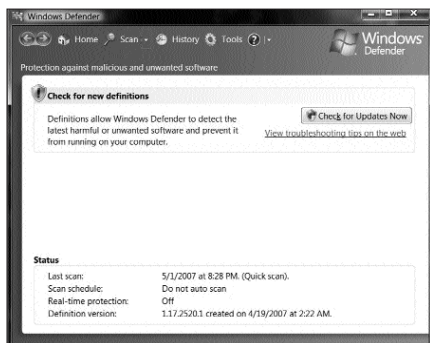 Windows Defender
Home Scan History Tools
Windows
Defender
Protection against malicious and unwanted software
Check for new definitions
Definitions allow Windows Defender to detect the
latest harmful or unwanted software and prevent it
from running on your computer.
Check for Updates Now
View troubleshooting tips on the web
Status
Last scan: 5/1/2007 at 8:28 PM. (Quick scan).
Scan schedule: Do not auto scan
Real-time protection: Off
Definition version: 1.17.2520.1 created on 4/19/2007 at 2:22 AM.